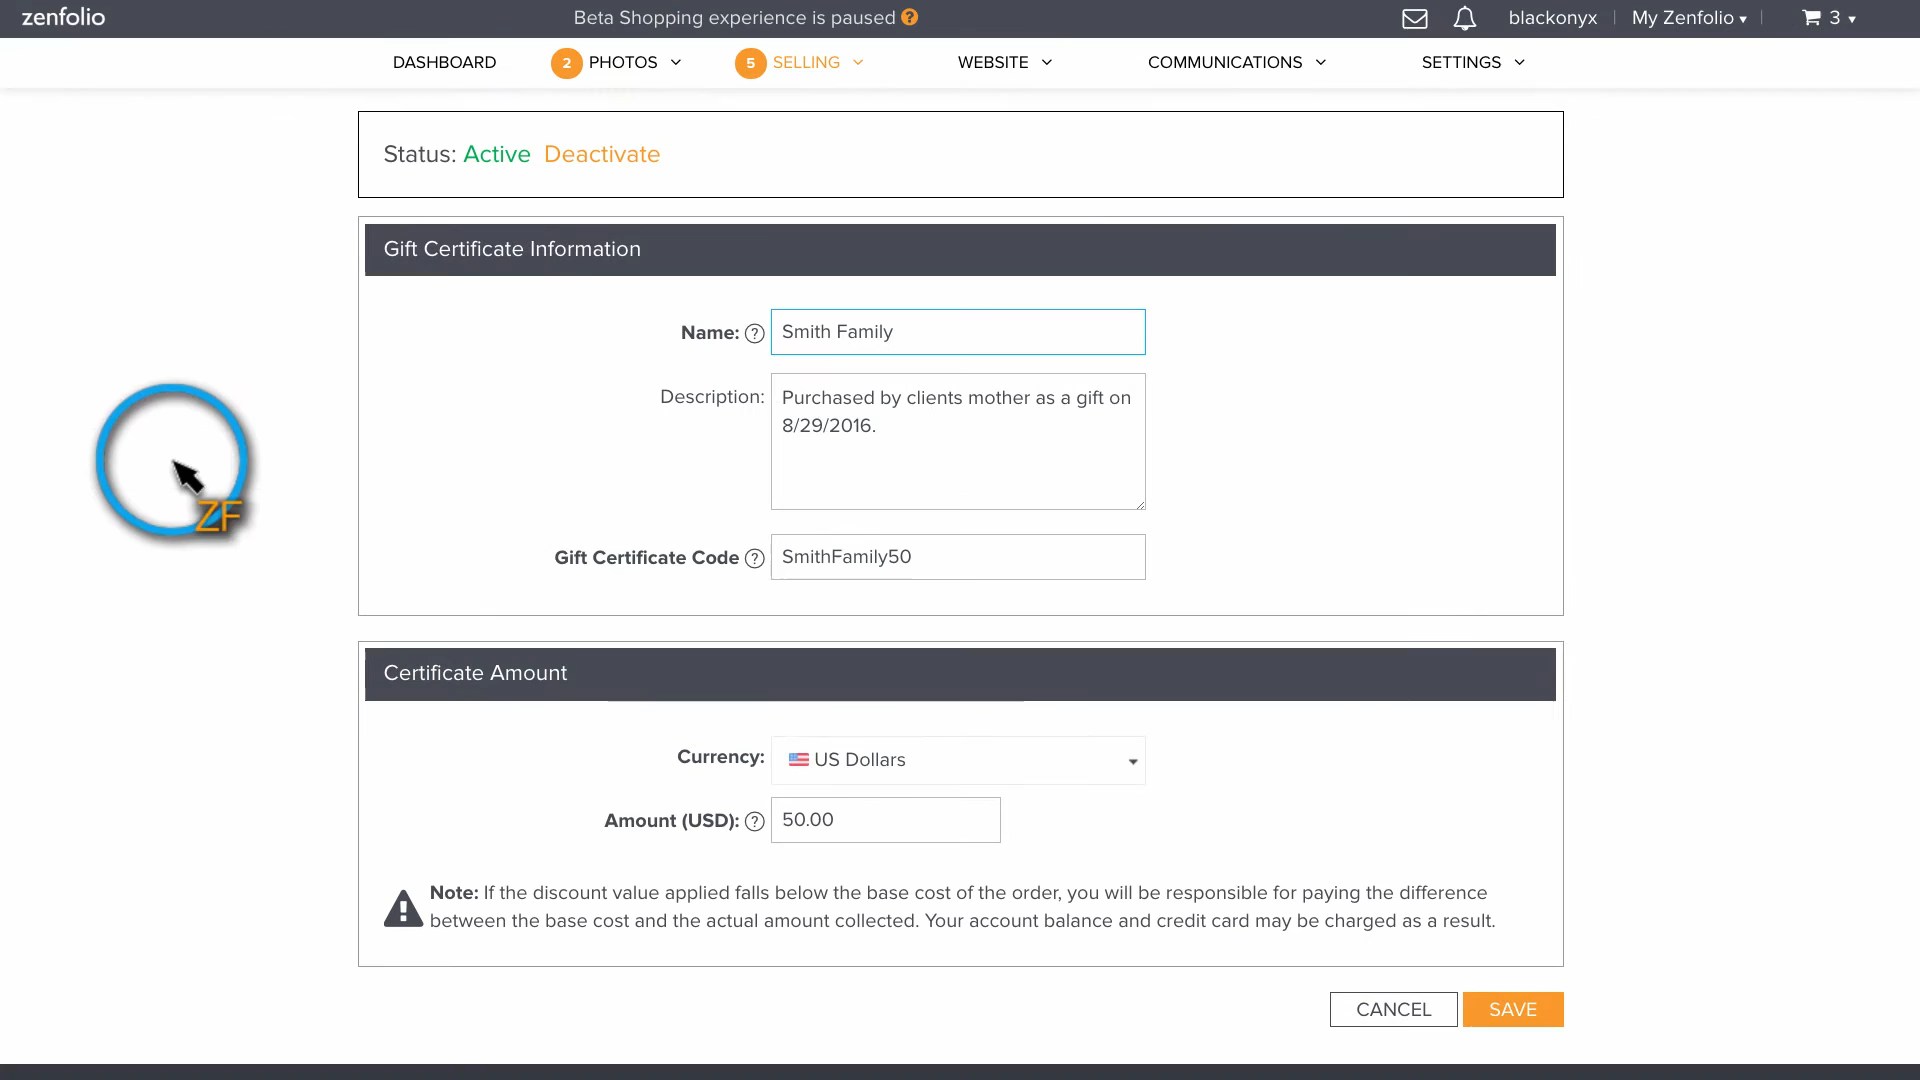 zenfolio
Beta Shopping experience is paused ?
blackonyx
My Zenfolio
3
DASHBOARD
2 PHOTOS
5 SELLING
WEBSITE
COMMUNICATIONS
SETTINGS
Status: Active Deactivate
Gift Certificate Information
Name: ? Smith Family
Description: Purchased by clients mother as a gift on
8/29/2016.
Gift Certificate Code ? SmithFamily50
ZF
Certificate Amount
Currency: US Dollars
Amount (USD): ? 50.00
Note: If the discount value applied falls below the base cost of the order, you will be responsible for paying the difference
between the base cost and the actual amount collected. Your account balance and credit card may be charged as a result.
CANCEL
SAVE